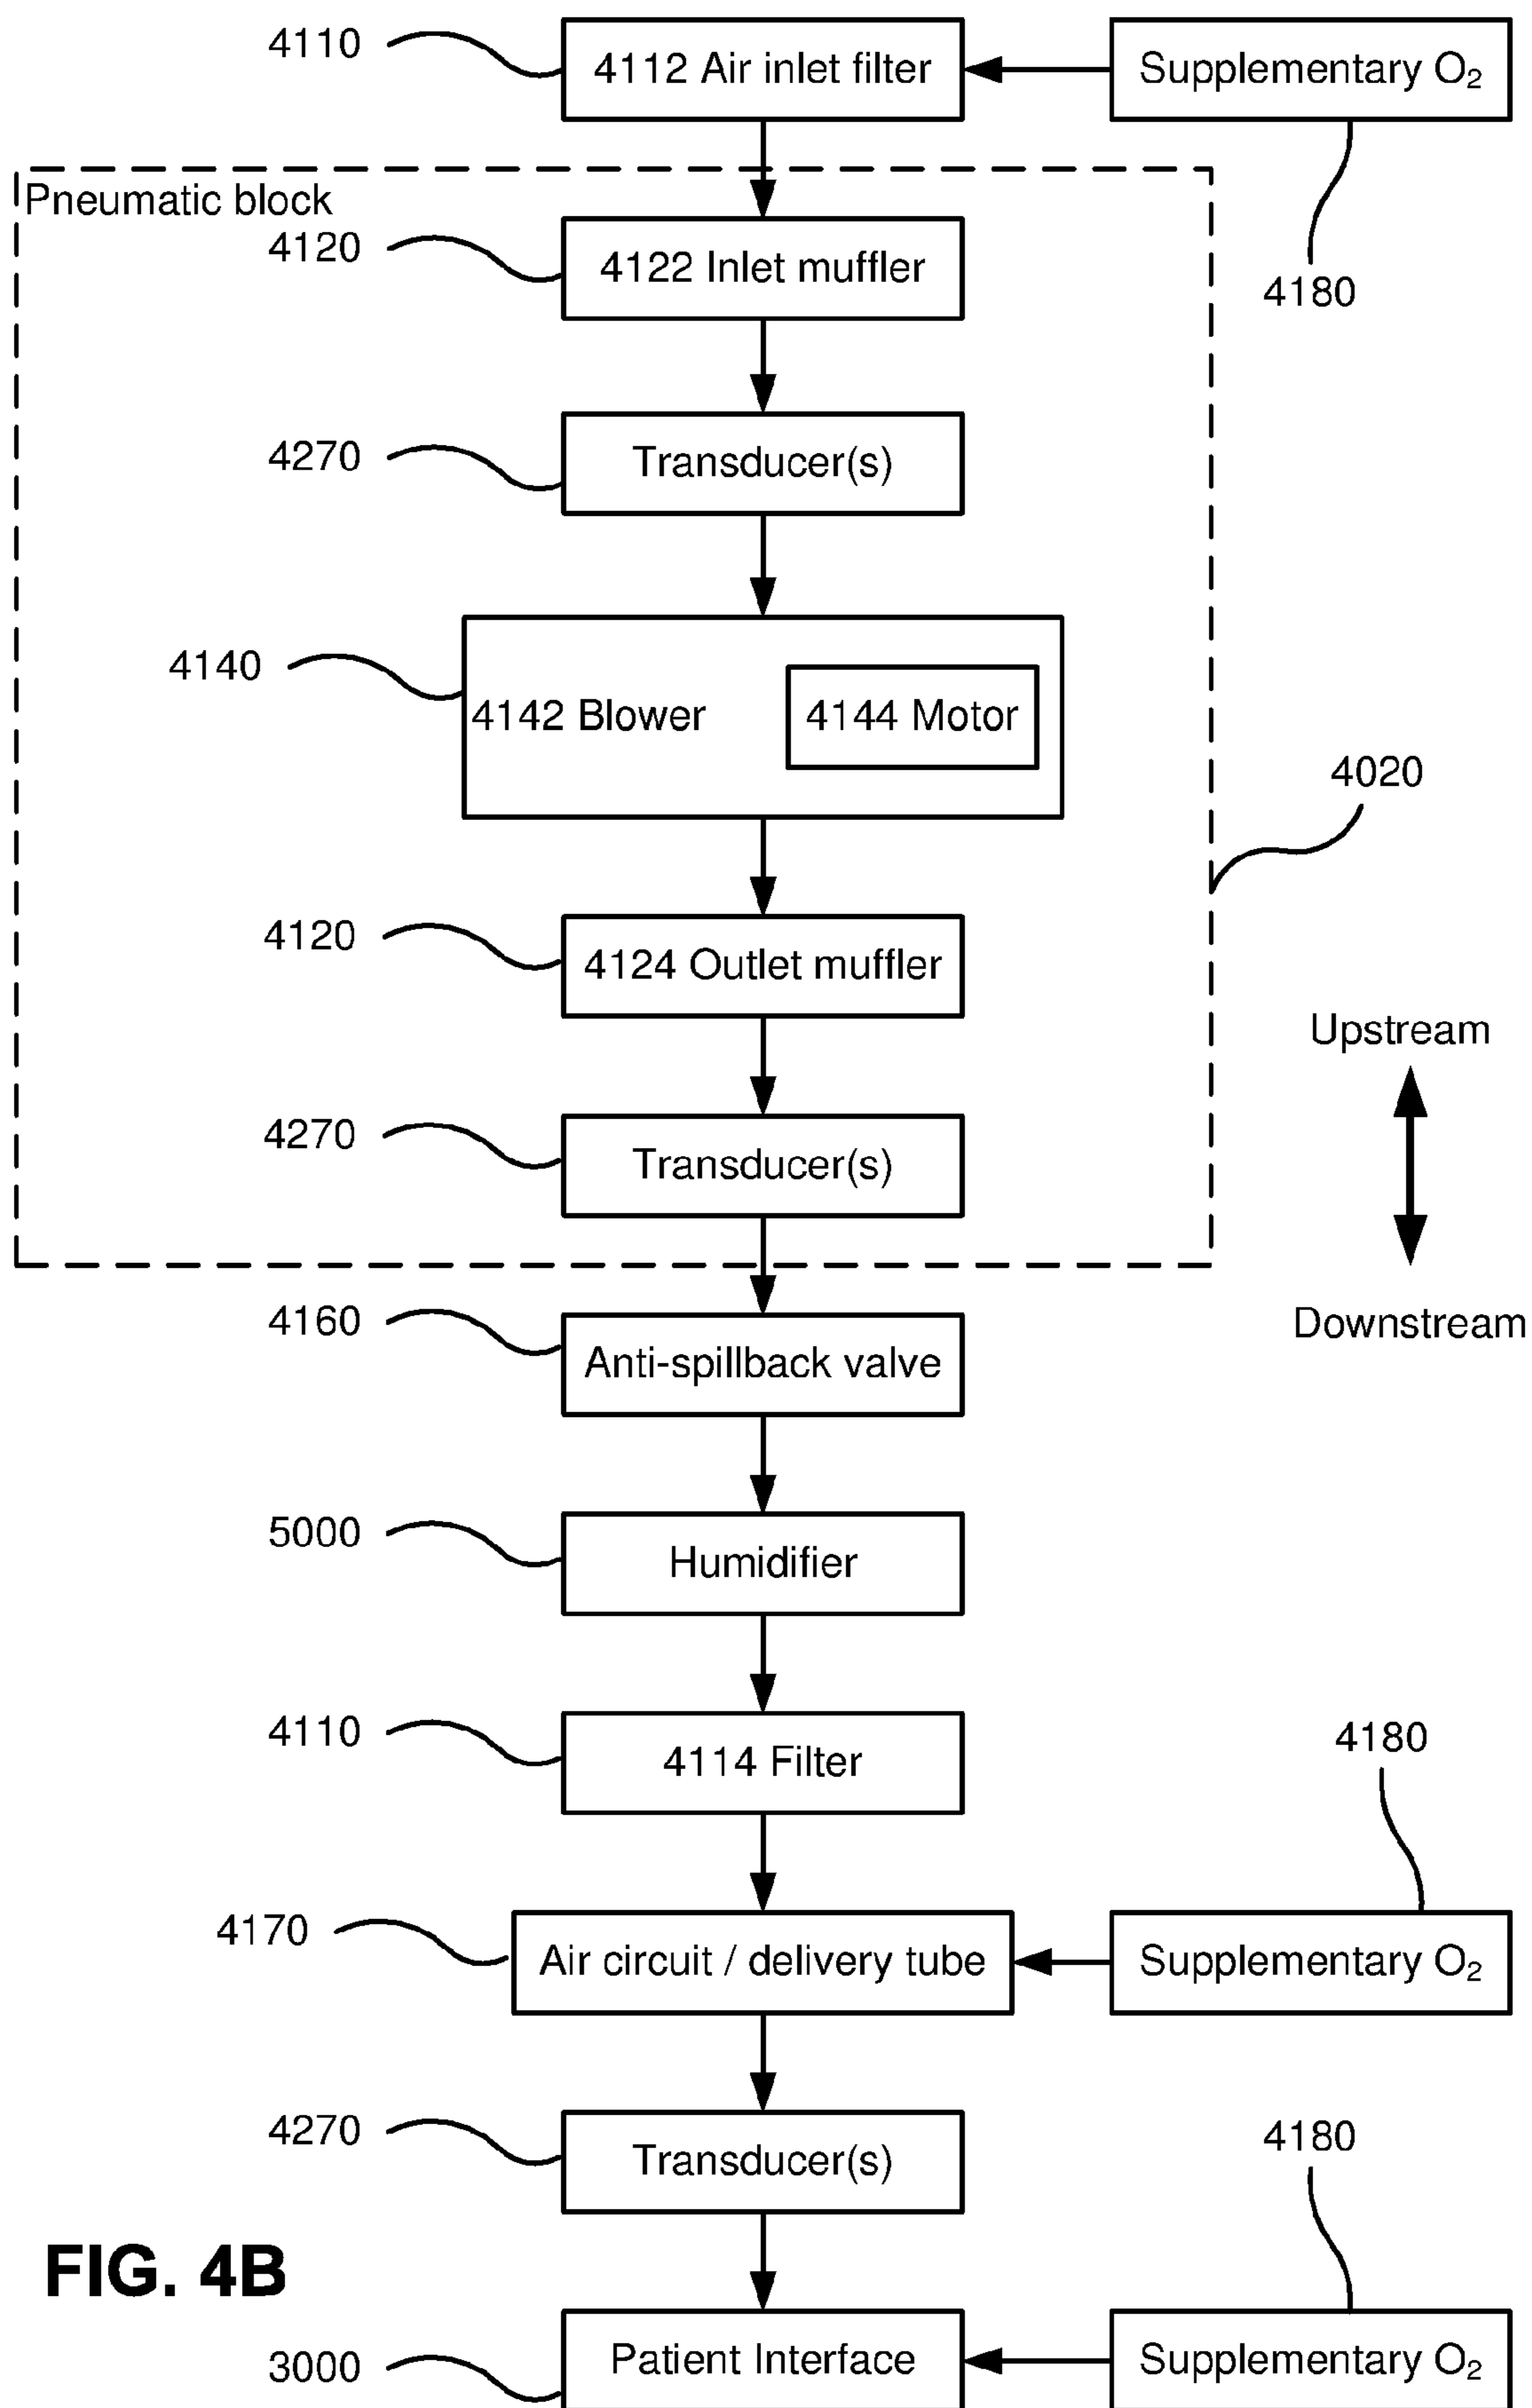 4110
4112 Air inlet filter
Supplementary O₂
Pneumatic block
4120
4122 Inlet muffler
4180
4270
Transducer(s)
4140
4142 Blower
4144 Motor
4020
4120
4124 Outlet muffler
Upstream
4270
Transducer(s)
4160
Anti-spillback valve
Downstream
5000
Humidifier
4110
4114 Filter
4180
4170
Air circuit / delivery tube
Supplementary O₂
4270
Transducer(s)
4180
FIG. 4B
3000
Patient Interface
Supplementary O₂